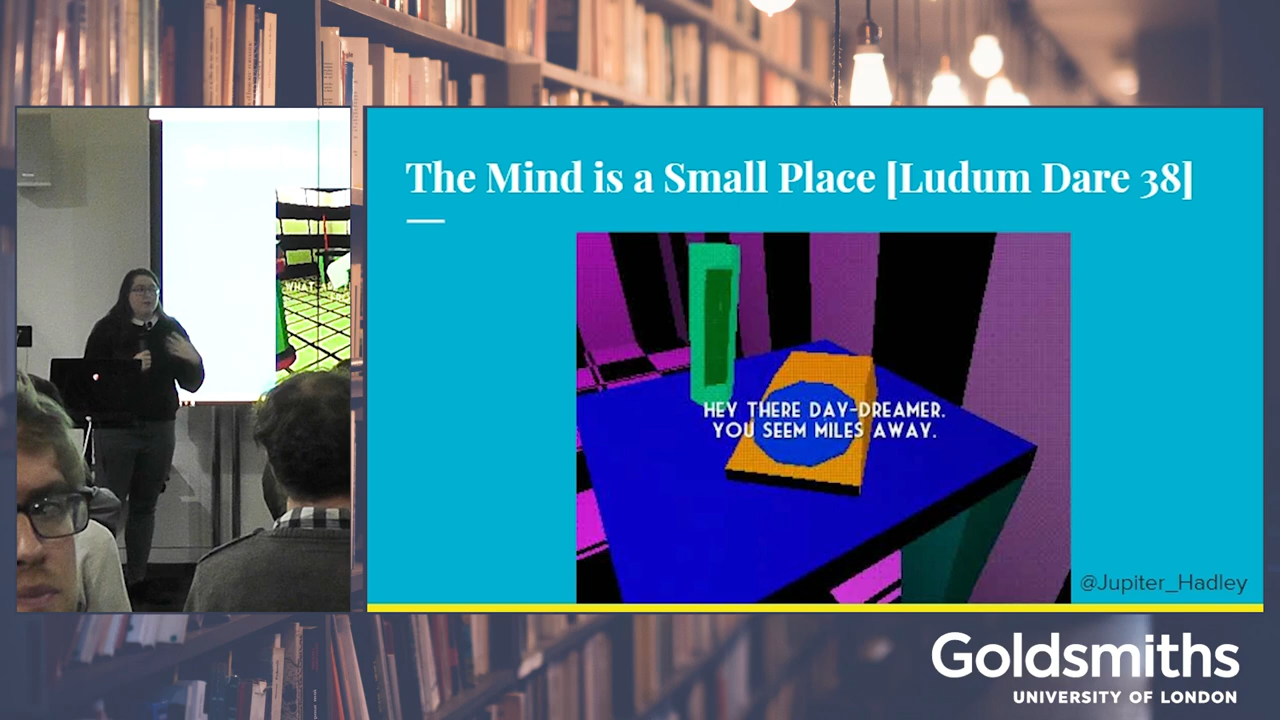 The Mind is a Small Place [Ludum Dare 38]
WHAT
HEY THERE DAY-DREAMER.
YOU SEEM MILES AWAY.
@Jupiter_Hadley
Goldsmiths
UNIVERSITY OF LONDON